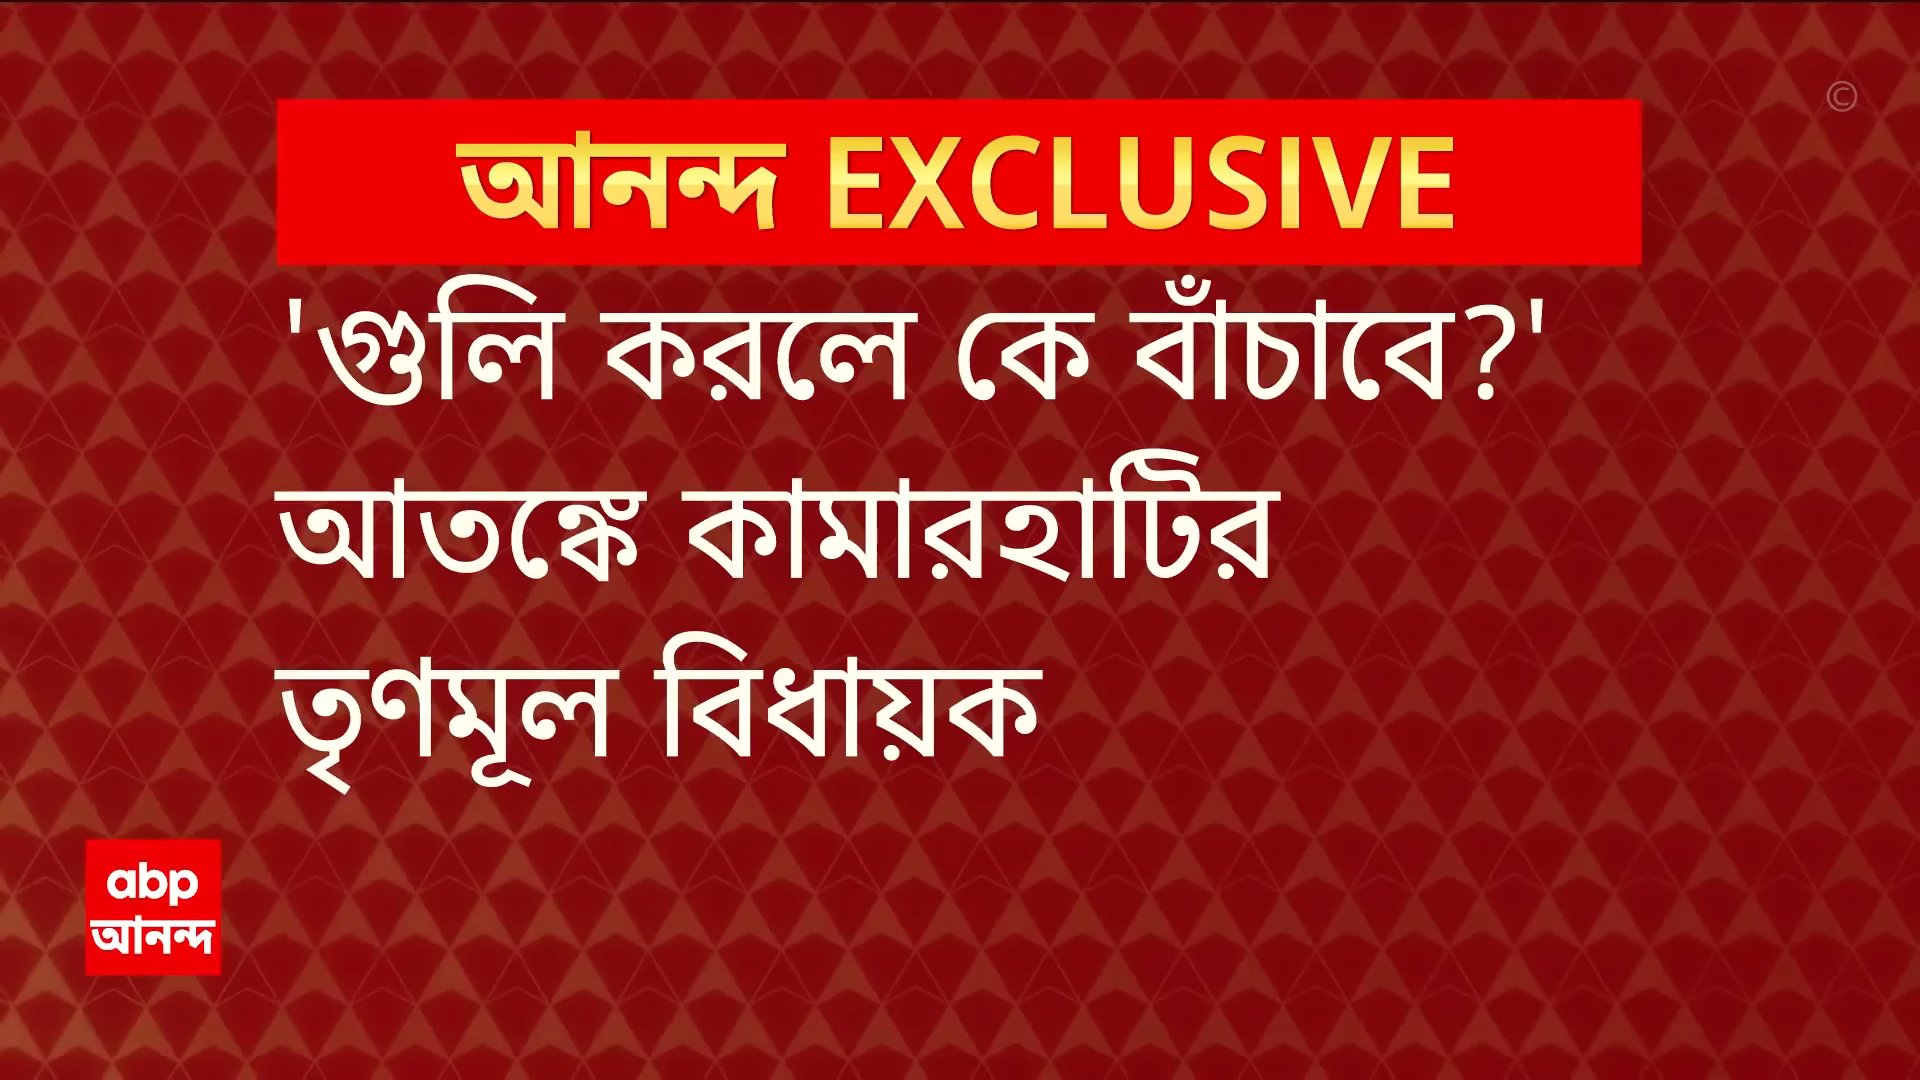 ©
আনন্দ EXCLUSIVE
'গুলি করলে কে বাঁচাবে?'
আতঙ্কে কামারহাটির
তৃণমূল বিধায়ক
abp
আনন্দ